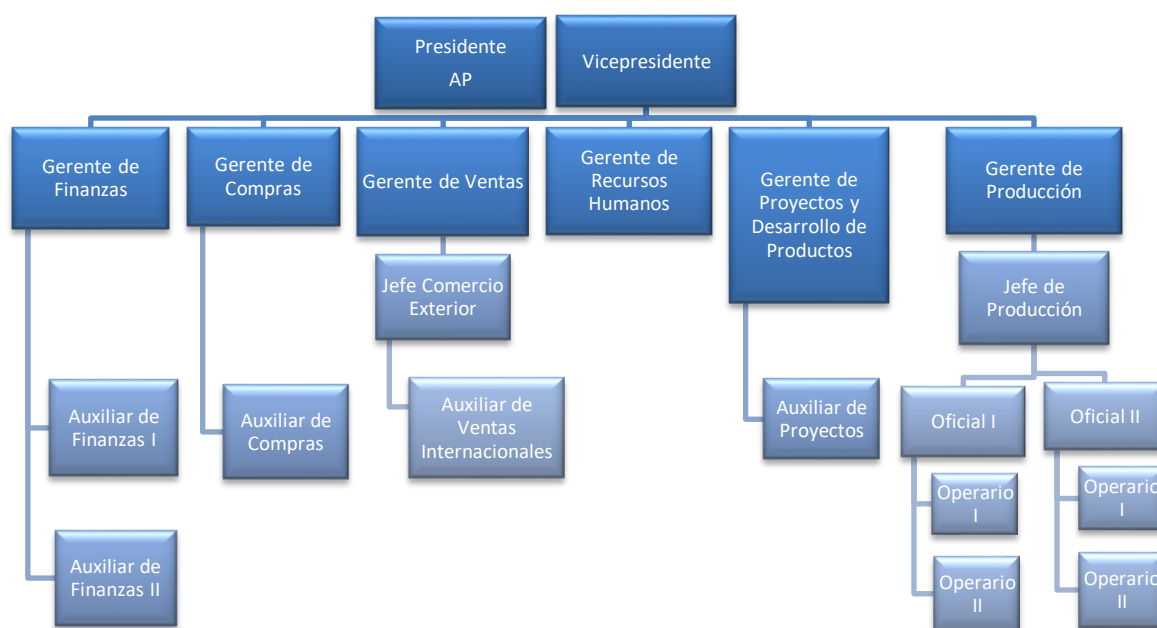 Presidente
AP
Vicepresidente
Gerente de
Finanzas
Gerente de
Compras
Gerente de Ventas
Gerente de
Recursos
Humanos
Gerente de
Proyectos y
Desarrollo de
Productos
Gerente de
Producción
Jefe Comercio
Exterior
Jefe de
Producción
Auxiliar de
Finanzas I
Auxiliar de
Compras
Auxiliar de
Ventas
Internacionales
Auxiliar de
Proyectos
Oficial I
Oficial II
Operario
I
Operario
I
Auxiliar de
Finanzas II
Operario
II
Operario
II